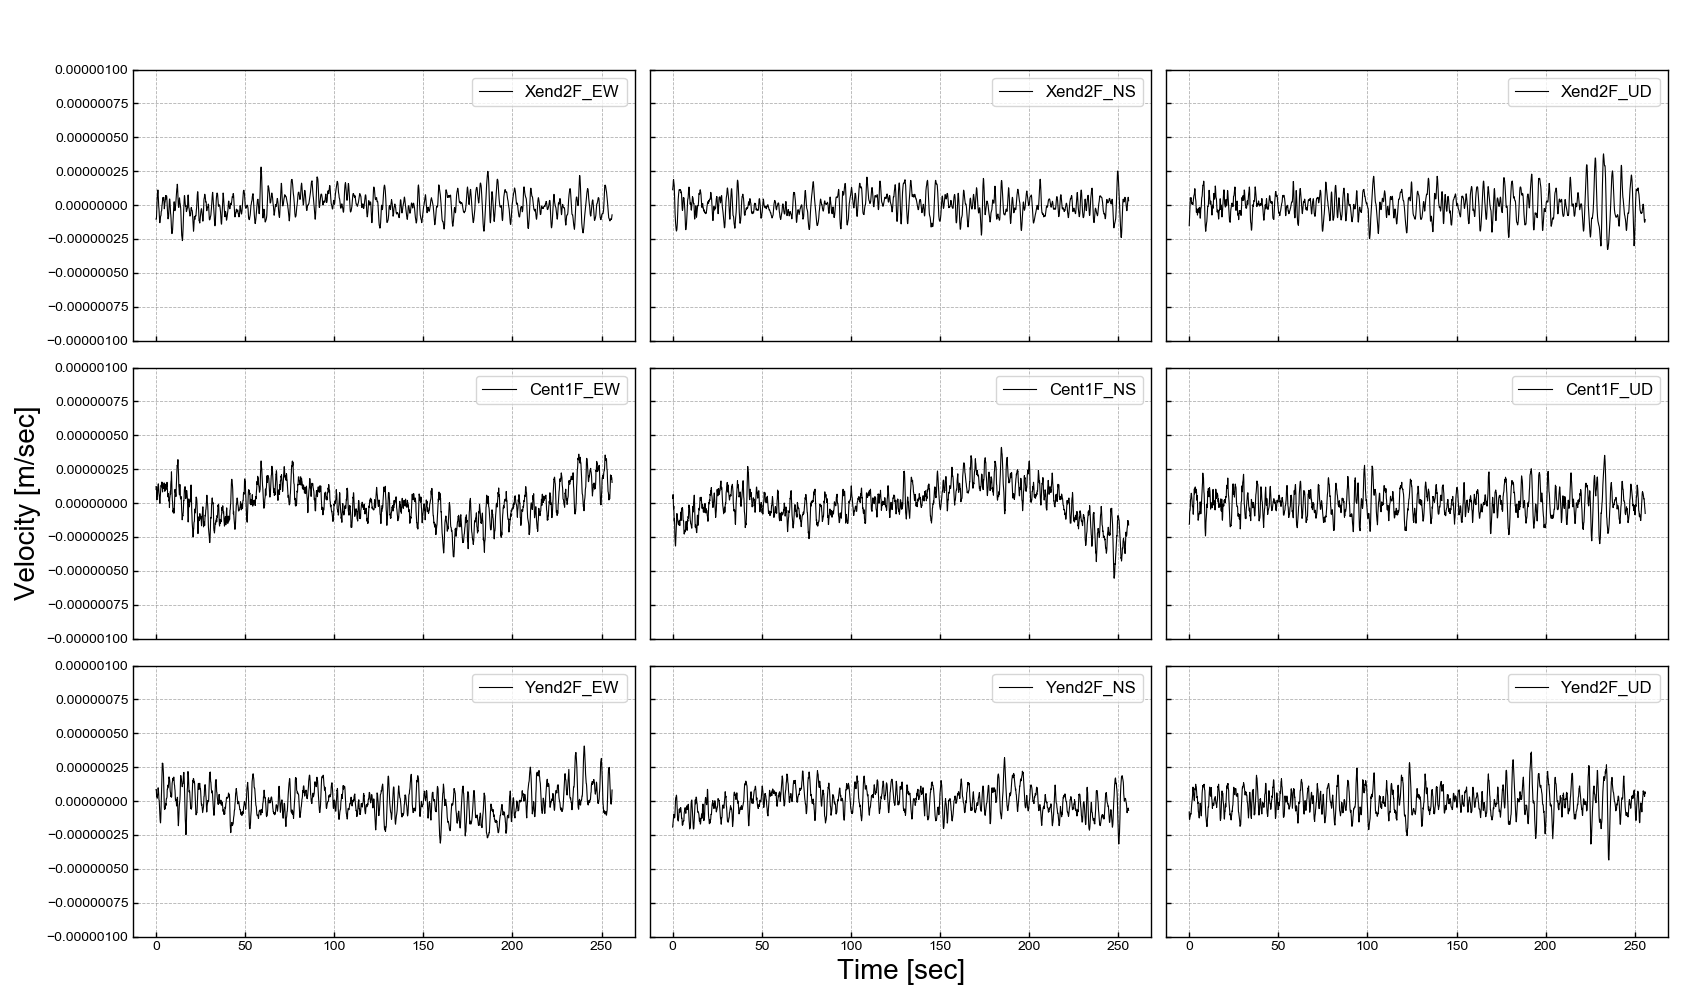 0.00000100
0.00000075
0.00000050
0.00000025
0.00000000
−0.00000025
−0.00000050
−0.00000075
−0.00000100
Xend2F_EW
Xend2F_NS
Xend2F_UD
0.00000100
0.00000075
0.00000050
0.00000025
0.00000000
−0.00000025
−0.00000050
−0.00000075
−0.00000100
Cent1F_EW
Cent1F_NS
Cent1F_UD
Velocity [m/sec]
0.00000100
0.00000075
0.00000050
0.00000025
0.00000000
−0.00000025
−0.00000050
−0.00000075
−0.00000100
Yend2F_EW
Yend2F_NS
Yend2F_UD
0 50 100 150 200 250
0 50 100 150 200 250
0 50 100 150 200 250
Time [sec]